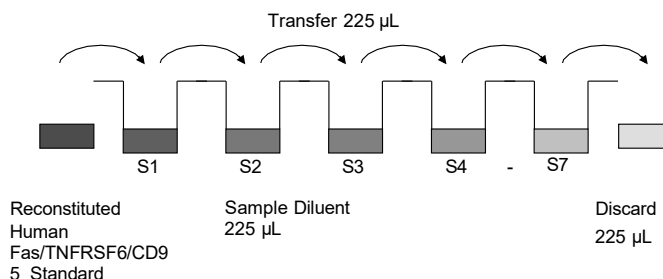 Transfer 225 µL
S1 S2 S3 S4 - S7
Reconstituted
Human
Fas/TNFRSF6/CD9
5 Standard
Sample Diluent
225 µL
Discard
225 µL